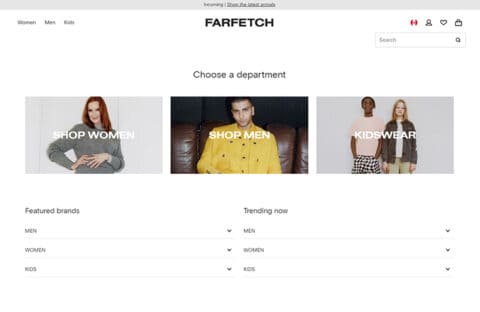 Incoming | Shop the latest arrivals
Women Men Kids
FARFETCH
Search
Choose a department
SHOP WOMEN
SHOP MEN
KIDSWEAR
Featured brands
MEN
WOMEN
KIDS
Trending now
MEN
WOMEN
KIDS